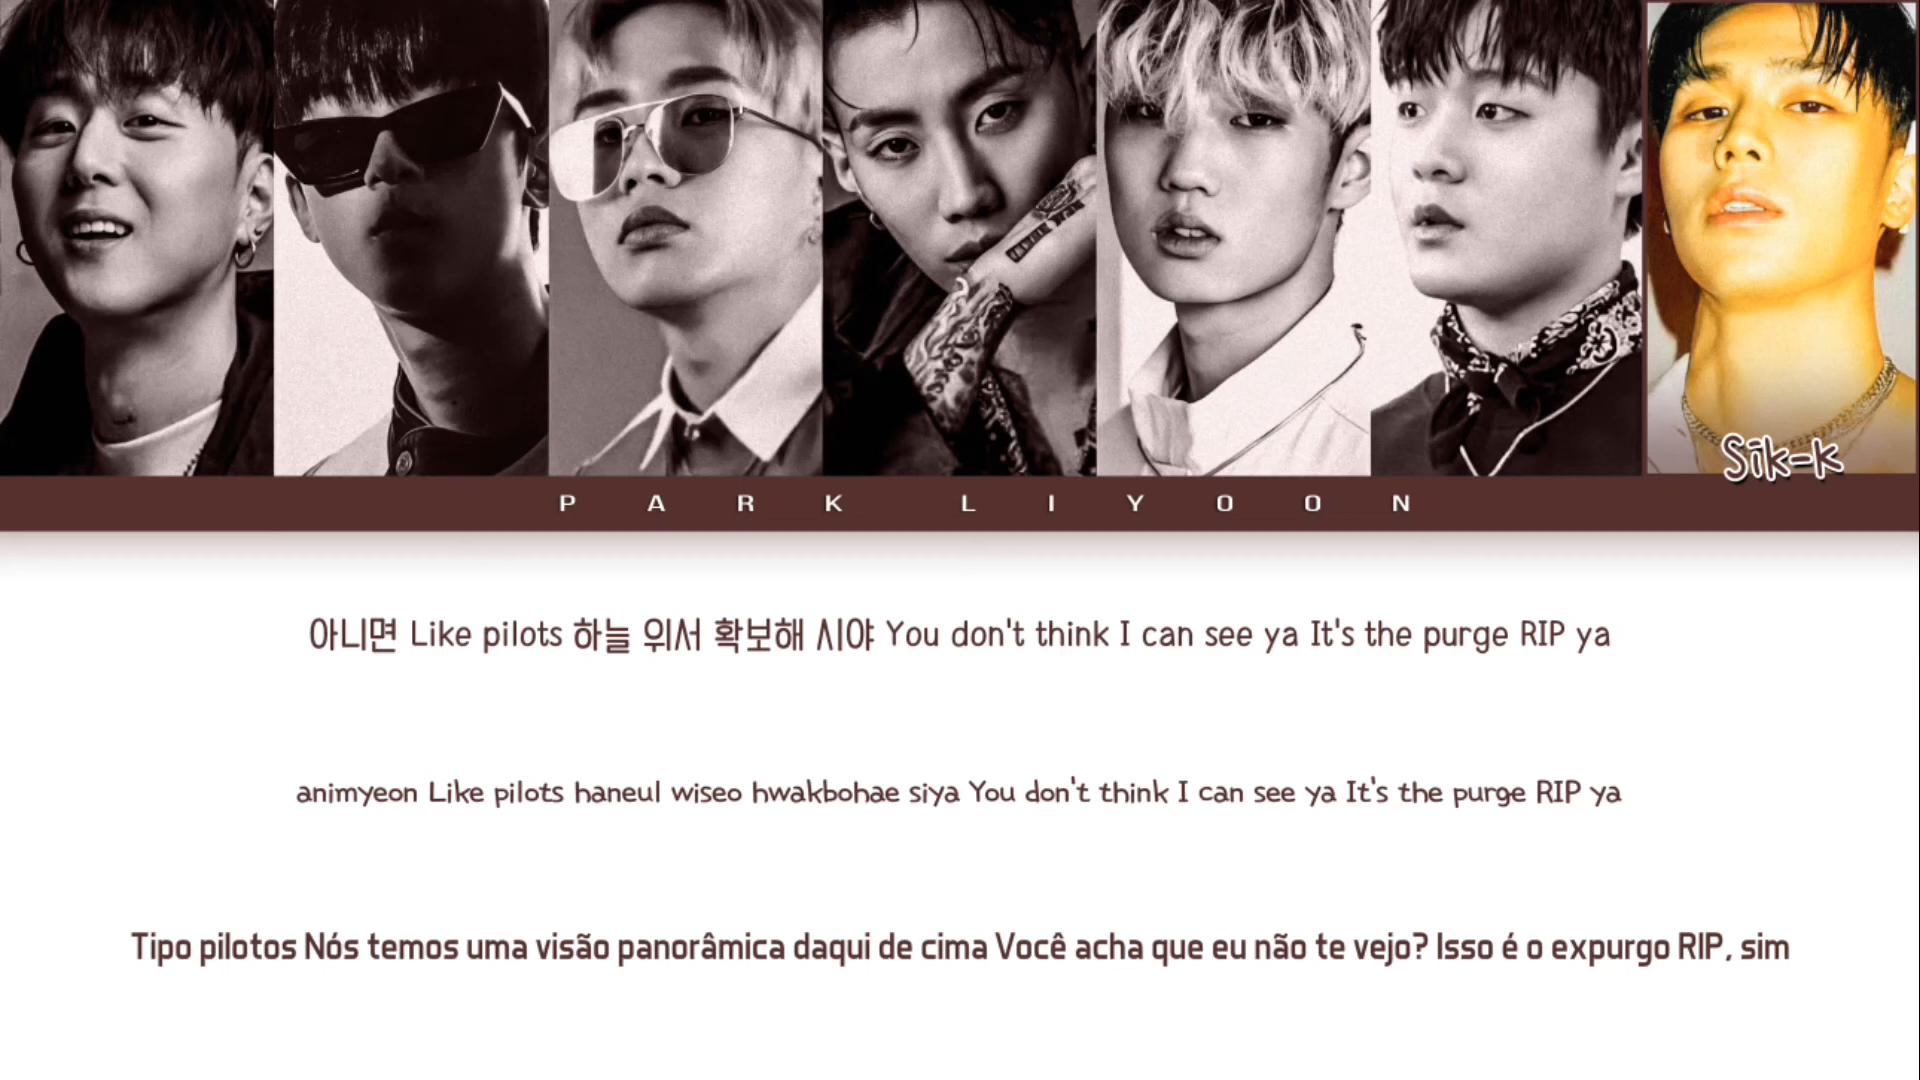 Sik-k
PARK LIYOON
아니면 Like pilots 하늘 위서 확보해 시야 You don't think I can see ya It's the purge RIP ya
animyeon Like pilots haneul wiseo hwakbohae siya You don't think I can see ya It's the purge RIP ya
Tipo pilotos Nós temos uma visão panorâmica daqui de cima Você acha que eu não te vejo? Isso é o expurgo RIP, sim